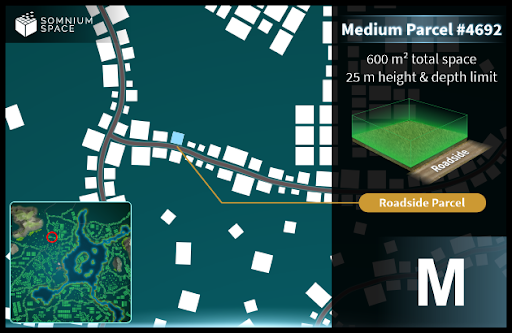 SOMNIUM
SPACE
Medium Parcel #4692
600 m² total space
25 m height & depth limit
Roadside
Roadside Parcel
M